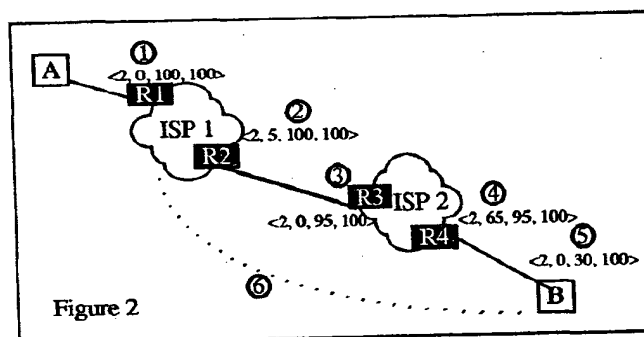 ①
A
<2, 0, 100, 100>
R1
ISP 1
②
<2, 5, 100, 100>
R2
③
R3
ISP 2
④
<2, 0, 95, 100>
<2, 65, 95, 100>
R4
⑤
<2, 0, 30, 100>
⑥
B
Figure 2